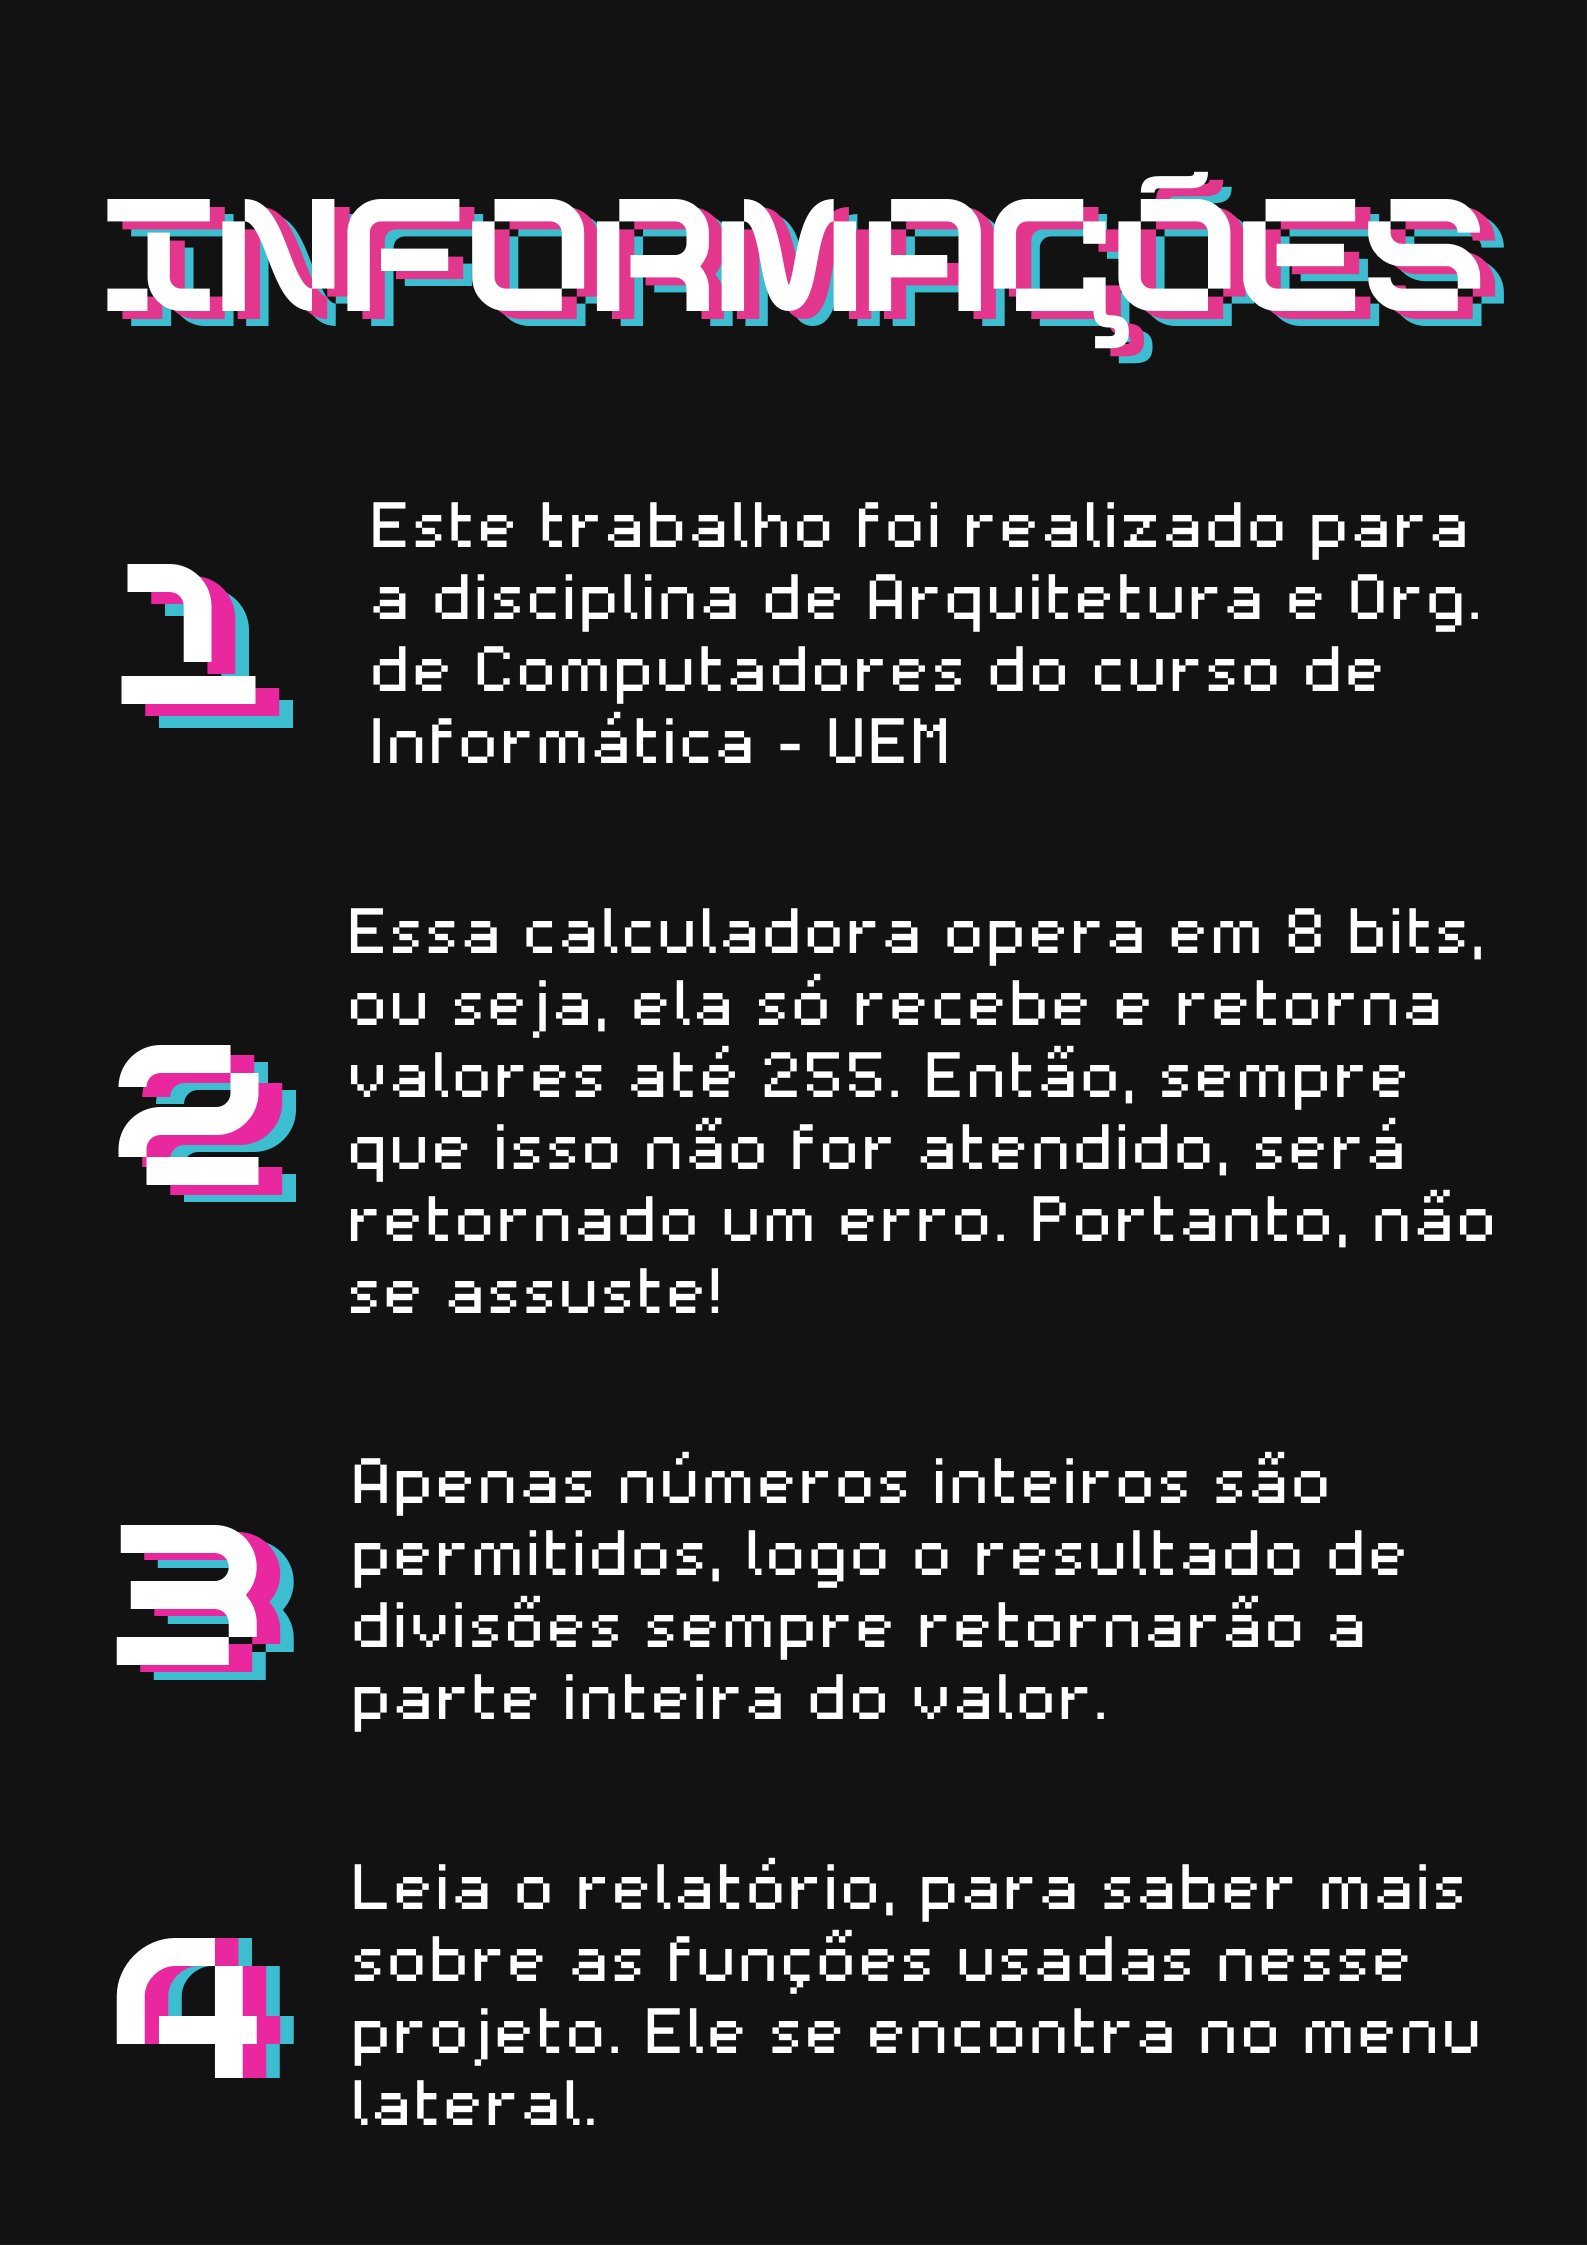 INFORMAÇÕES
1
Este trabalho foi realizado para
a disciplina de Arquitetura e Org.
de Computadores do curso de
Informática - UEM
2
Essa calculadora opera em 8 bits,
ou seja, ela só recebe e retorna
valores até 255. Então, sempre
que isso não for atendido, será
retornado um erro. Portanto, não
se assuste!
3
Apenas números inteiros são
permitidos, logo o resultado de
divisões sempre retornarão a
parte inteira do valor.
4
Leia o relatório, para saber mais
sobre as funções usadas nesse
projeto. Ele se encontra no menu
lateral.